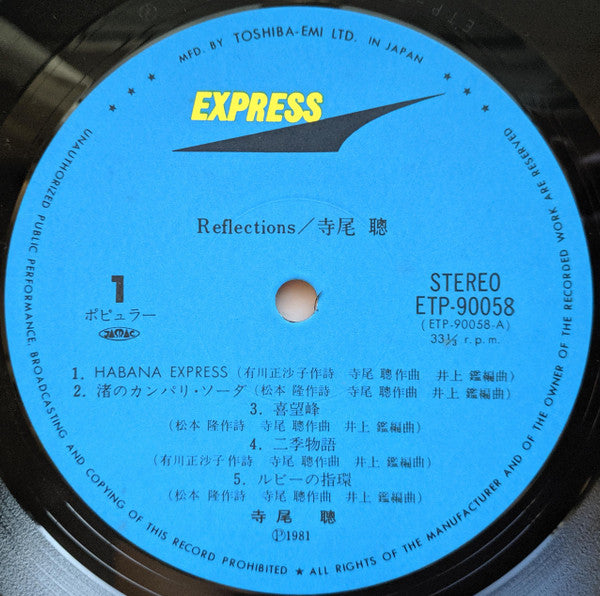 MFD. BY TOSHIBA-EMI LTD. IN JAPAN
EXPRESS
Reflections／寺尾 聰
1
ポピュラー
JASRAC
STEREO
ETP-90058
(ETP-90058-A)
33⅓ r.p.m.
1. HABANA EXPRESS (有川正沙子作詩 寺尾 聰作曲 井上 鑑編曲)
2. 渚のカンパリ・ソーダ (松本 隆作詩 寺尾 聰作曲 井上 鑑編曲)
3. 喜望峰
(松本 隆作詩 寺尾 聰作曲 井上 鑑編曲)
4. 二季物語
(有川正沙子作詩 寺尾 聰作曲 井上 鑑編曲)
5. ルビーの指環
(松本 隆作詩 寺尾 聰作曲 井上 鑑編曲)
寺尾 聰
Ⓟ1981
UNAUTHORIZED PUBLIC PERFORMANCE, BROADCASTING AND COPYING OF THIS RECORD PROHIBITED ★ ALL RIGHTS OF THE MANUFACTURER AND OF THE OWNER OF THE RECORDED WORK ARE RESERVED